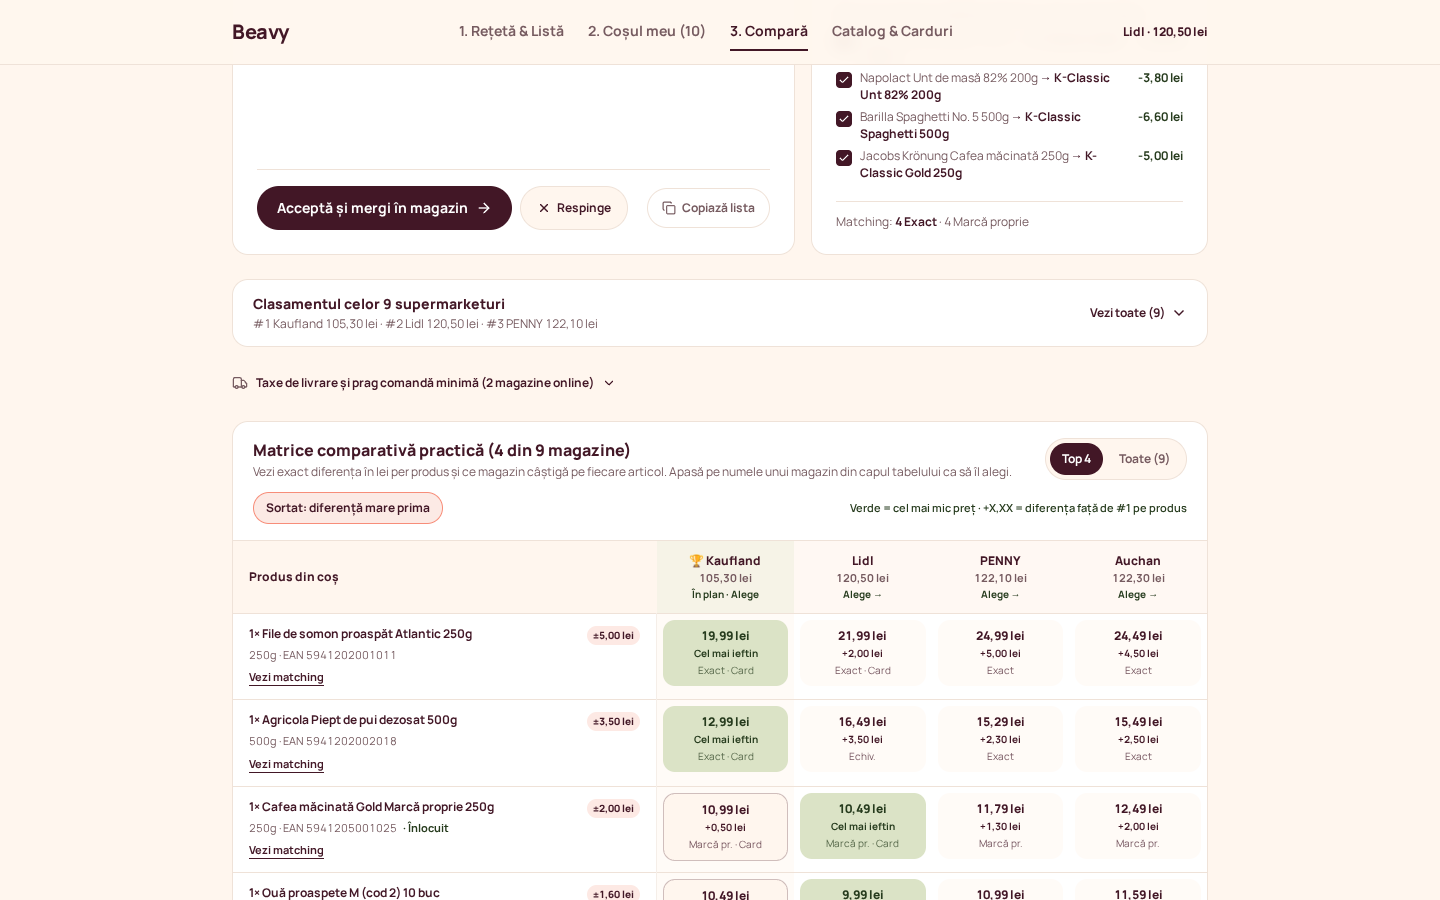 Beavy
1. Rețetă & Listă
2. Coșul meu (10)
3. Compară
Catalog & Carduri
Lidl · 120,50 lei
Napolact Unt de masă 82% 200g → K-Classic
Unt 82% 200g
-3,80 lei
Barilla Spaghetti No. 5 500g → K-Classic
Spaghetti 500g
-6,60 lei
Jacobs Krönung Cafea măcinată 250g → K-
Classic Gold 250g
-5,00 lei
Acceptă și mergi în magazin →
Respinge
Copiază lista
Matching: 4 Exact · 4 Marcă proprie
Clasamentul celor 9 supermarketuri
#1 Kaufland 105,30 lei · #2 Lidl 120,50 lei · #3 PENNY 122,10 lei
Vezi toate (9)
Taxe de livrare și prag comandă minimă (2 magazine online)
Matrice comparativă practică (4 din 9 magazine)
Vezi exact diferența în lei per produs și ce magazin câștigă pe fiecare articol. Apasă pe numele unui magazin din capul tabelului ca să îl alegi.
Top 4
Toate (9)
Sortat: diferență mare prima
Verde = cel mai mic preț · +X,XX = diferența față de #1 pe produs
Produs din coș
🏆 Kaufland
105,30 lei
În plan · Alege
Lidl
120,50 lei
Alege →
PENNY
122,10 lei
Alege →
Auchan
122,30 lei
Alege →
1× File de somon proaspăt Atlantic 250g
±5,00 lei
250g · EAN 5941202001011
Vezi matching
19,99 lei
Cel mai ieftin
Exact · Card
21,99 lei
+2,00 lei
Exact · Card
24,99 lei
+5,00 lei
Exact
24,49 lei
+4,50 lei
Exact
1× Agricola Piept de pui dezosat 500g
±3,50 lei
500g · EAN 5941202002018
Vezi matching
12,99 lei
Cel mai ieftin
Exact · Card
16,49 lei
+3,50 lei
Echiv.
15,29 lei
+2,30 lei
Exact
15,49 lei
+2,50 lei
Exact
1× Cafea măcinată Gold Marcă proprie 250g
±2,00 lei
250g · EAN 5941205001025 · Înlocuit
Vezi matching
10,99 lei
+0,50 lei
Marcă pr. · Card
10,49 lei
Cel mai ieftin
Marcă pr. · Card
11,79 lei
+1,30 lei
Marcă pr.
12,49 lei
+2,00 lei
Marcă pr.
1× Ouă proaspete M (cod 2) 10 buc
±1,60 lei
10,49 lei
9,99 lei
10,99 lei
11,59 lei